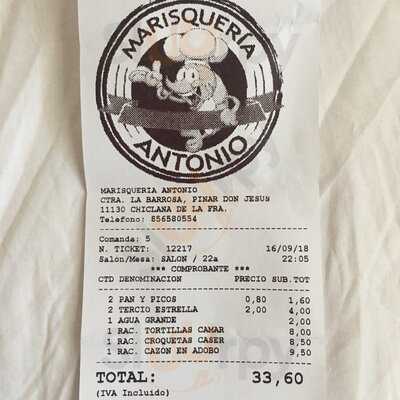 MARISQUERÍA
ANTONIO
MARISQUERIA ANTONIO
CTRA. LA BARROSA, PINAR DON JESUS
11130 CHICLANA DE LA FRA.
Telefono: 856580554
Comanda: 5
N. TICKET: 12217 16/09/18
Salon/Mesa: SALON / 22a 22:05
*** COMPROBANTE ***
CTD DENOMINACION PRECIO SUB.TOT
2 PAN Y PICOS 0,80 1,60
2 TERCIO ESTRELLA 2,00 4,00
1 AGUA GRANDE 2,00
1 RAC. TORTILLAS CAMAR 8,00
1 RAC. CROQUETAS CASER 8,50
1 RAC. CAZON EN ADOBO 9,50
TOTAL: 33,60
(IVA Incluido)